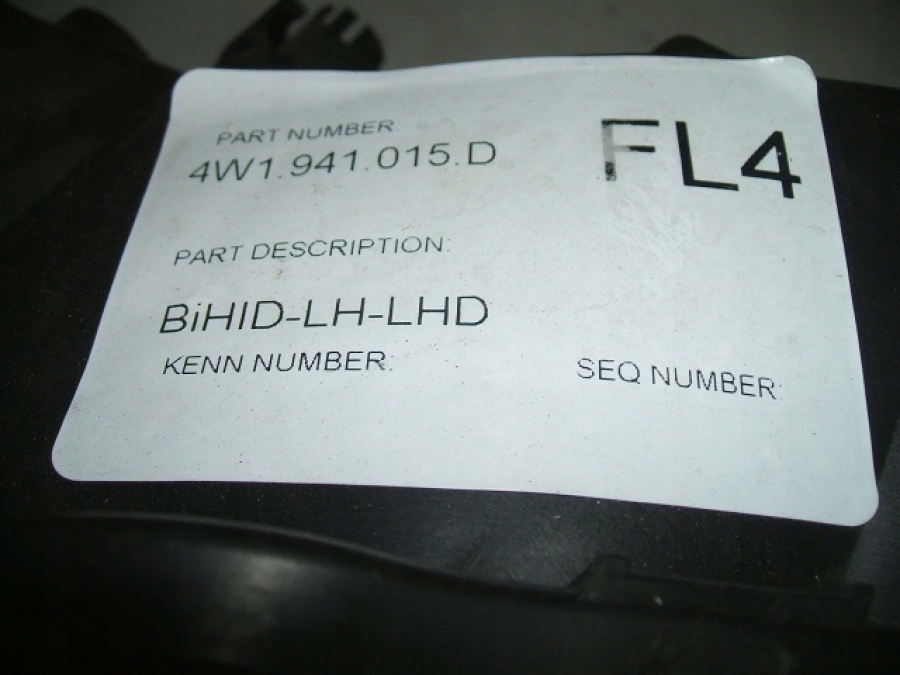 PART NUMBER
4W1.941.015.D
FL4
PART DESCRIPTION:
BiHID-LH-LHD
KENN NUMBER:
SEQ NUMBER: